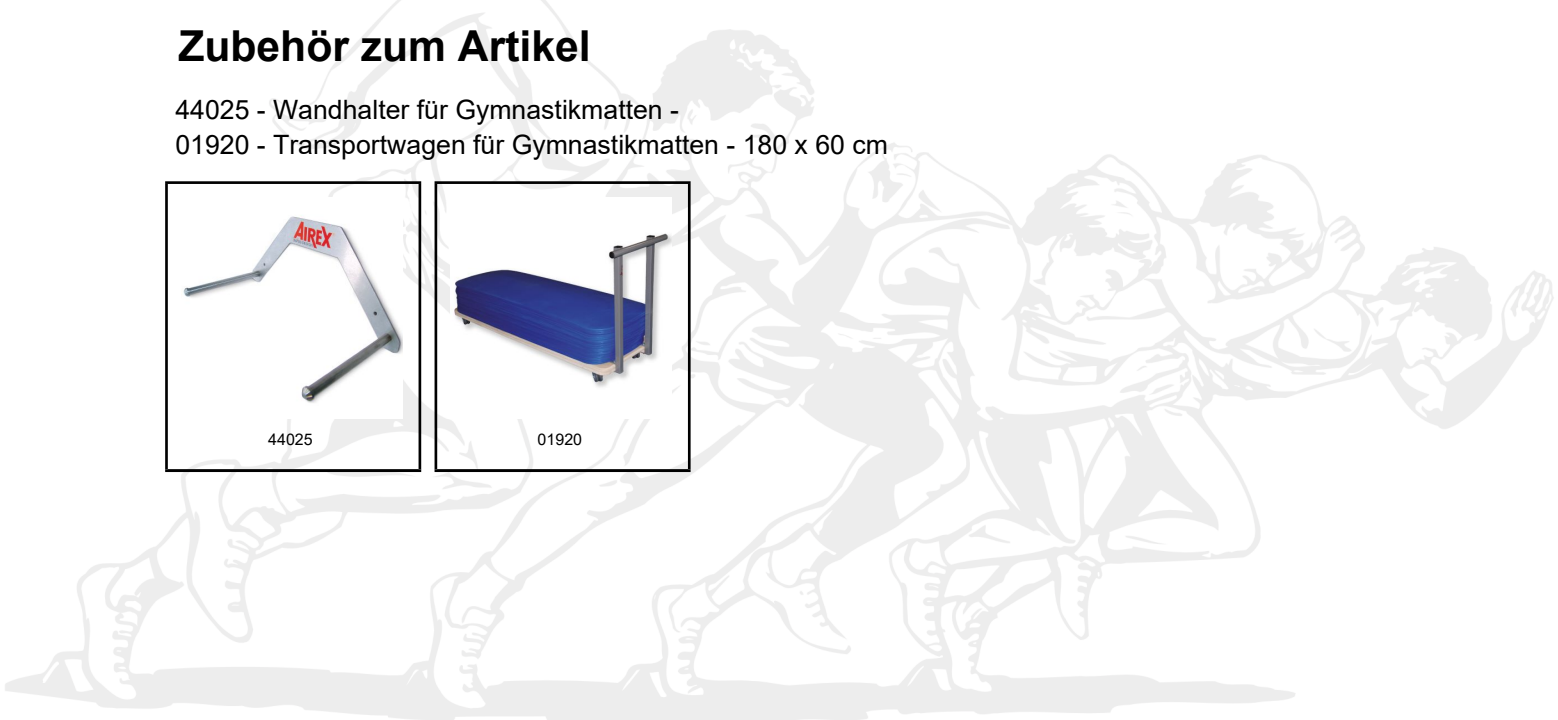 Zubehör zum Artikel
44025 - Wandhalter für Gymnastikmatten -
01920 - Transportwagen für Gymnastikmatten - 180 x 60 cm
AIREX
44025
01920